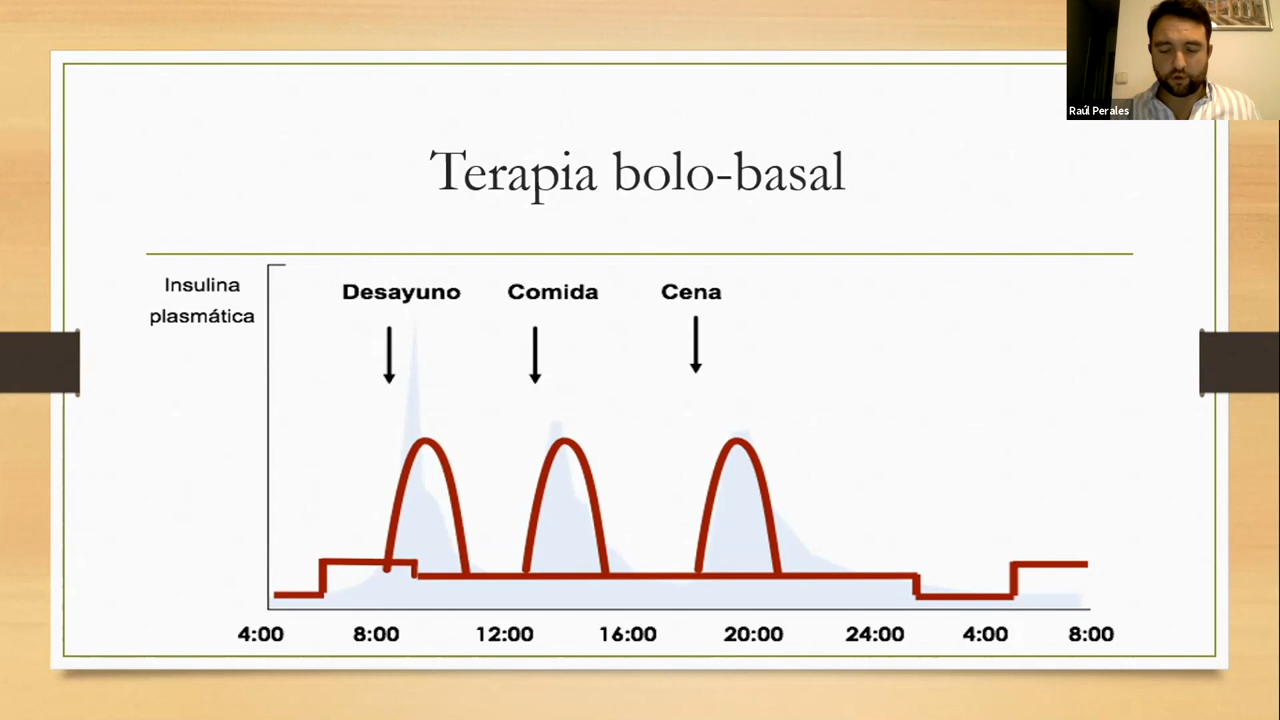 Raúl Perales
Terapia bolo-basal
Insulina
plasmática
Desayuno
Comida
Cena
4:00
8:00
12:00
16:00
20:00
24:00
4:00
8:00